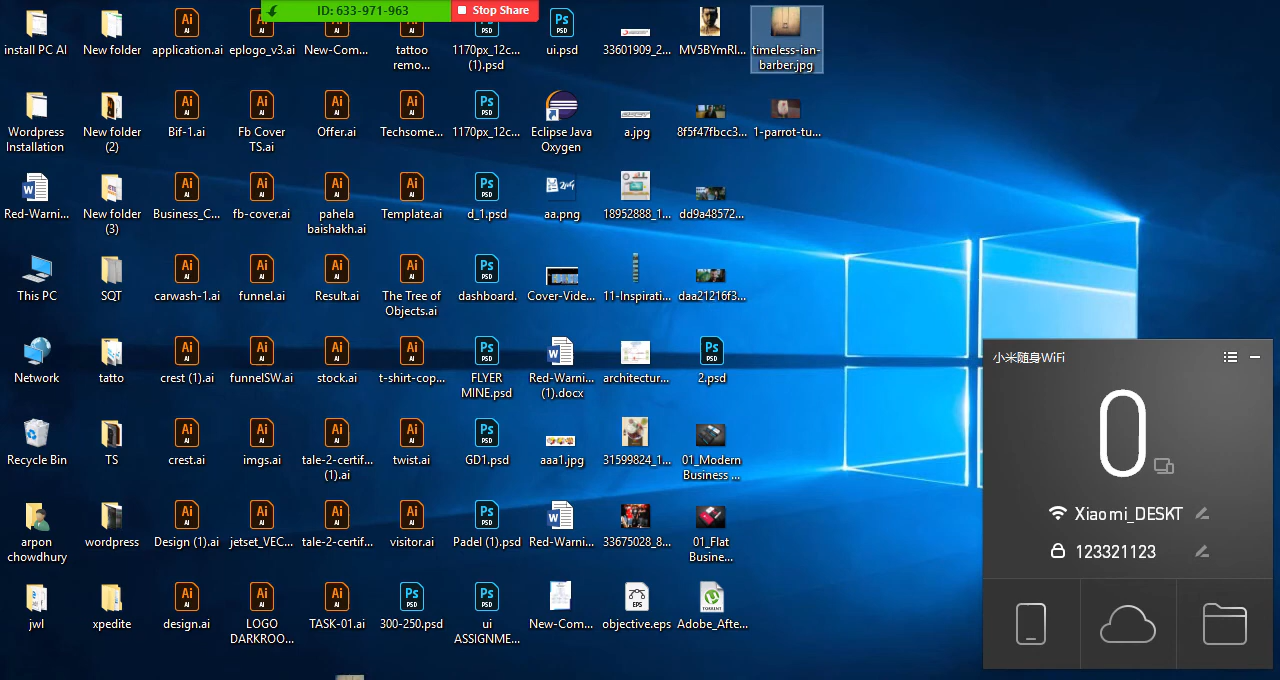 ID: 633-971-963
Stop Share
install PC AI
New folder
application.ai
eplogo_v3.ai
New-Com...
tattoo
remo...
1170px_12c...
(1).psd
ui.psd
33601909_2...
MV5BYmRl...
timeless-ian-
barber.jpg
Wordpress
Installation
New folder
(2)
Bif-1.ai
Fb Cover
TS.ai
Offer.ai
Techsome...
1170px_12c...
Eclipse Java
Oxygen
a.jpg
8f5f47fbcc3...
1-parrot-tu...
Red-Warni...
New folder
(3)
Business_C...
fb-cover.ai
pahela
baishakh.ai
Template.ai
d_1.psd
aa.png
18952888_1...
dd9a48572...
This PC
SQT
carwash-1.ai
funnel.ai
Result.ai
The Tree of
Objects.ai
dashboard.
Cover-Vide...
11-Inspirati...
daa21216f3...
Network
tatto
crest (1).ai
funnelSW.ai
stock.ai
t-shirt-cop...
FLYER
MINE.psd
Red-Warni...
(1).docx
architectur...
2.psd
Recycle Bin
TS
crest.ai
imgs.ai
tale-2-certif...
(1).ai
twist.ai
GD1.psd
aaa1.jpg
31599824_1...
01_Modern
Business ...
arpon
chowdhury
wordpress
Design (1).ai
jetset_VEC...
tale-2-certif...
visitor.ai
Padel (1).psd
Red-Warni...
33675028_8...
01_Flat
Busine...
jwl
xpedite
design.ai
LOGO
DARKROO...
TASK-01.ai
300-250.psd
ui
ASSIGNME...
New-Com...
objective.eps
Adobe_Afte...
小米随身WiFi
0
Xiaomi_DESKT
123321123